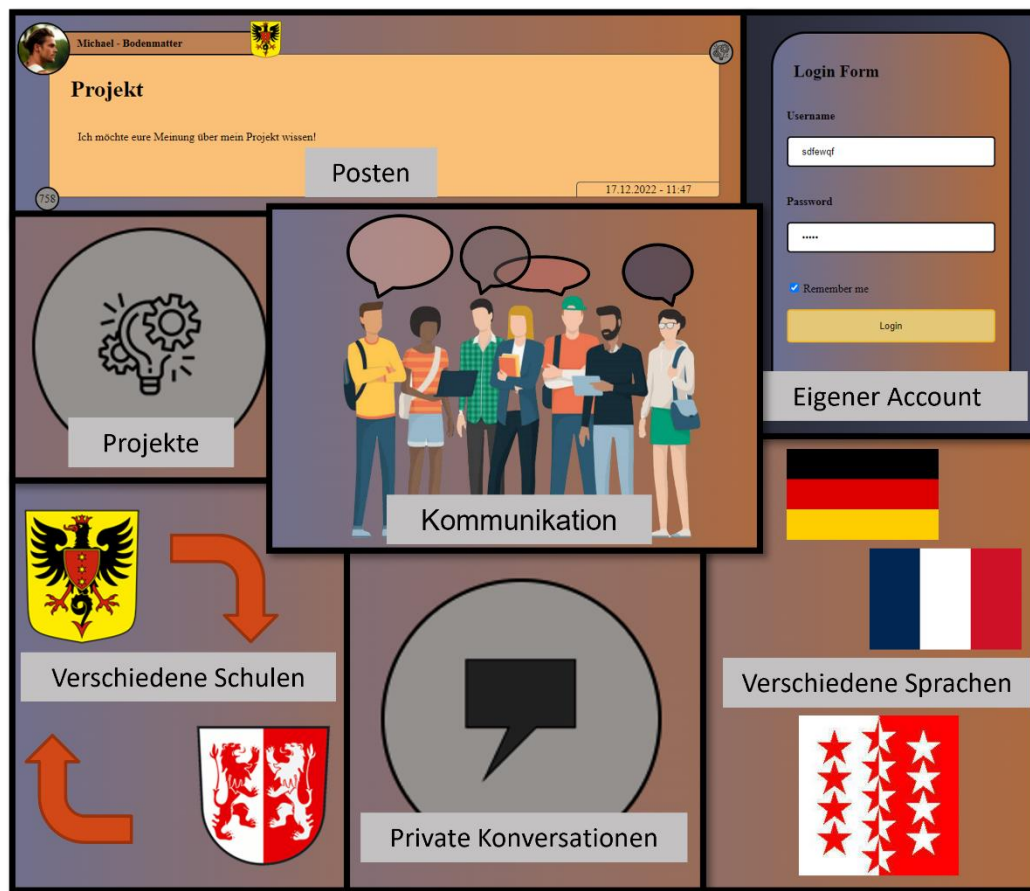 Michael - Bodenmatter
Projekt
Ich möchte eure Meinung über mein Projekt wissen!
Posten
758
17.12.2022 - 11:47
Login Form
Username
sdfewqf
Password
•••••
Remember me
Login
Eigener Account
Projekte
Kommunikation
Verschiedene Schulen
Private Konversationen
Verschiedene Sprachen